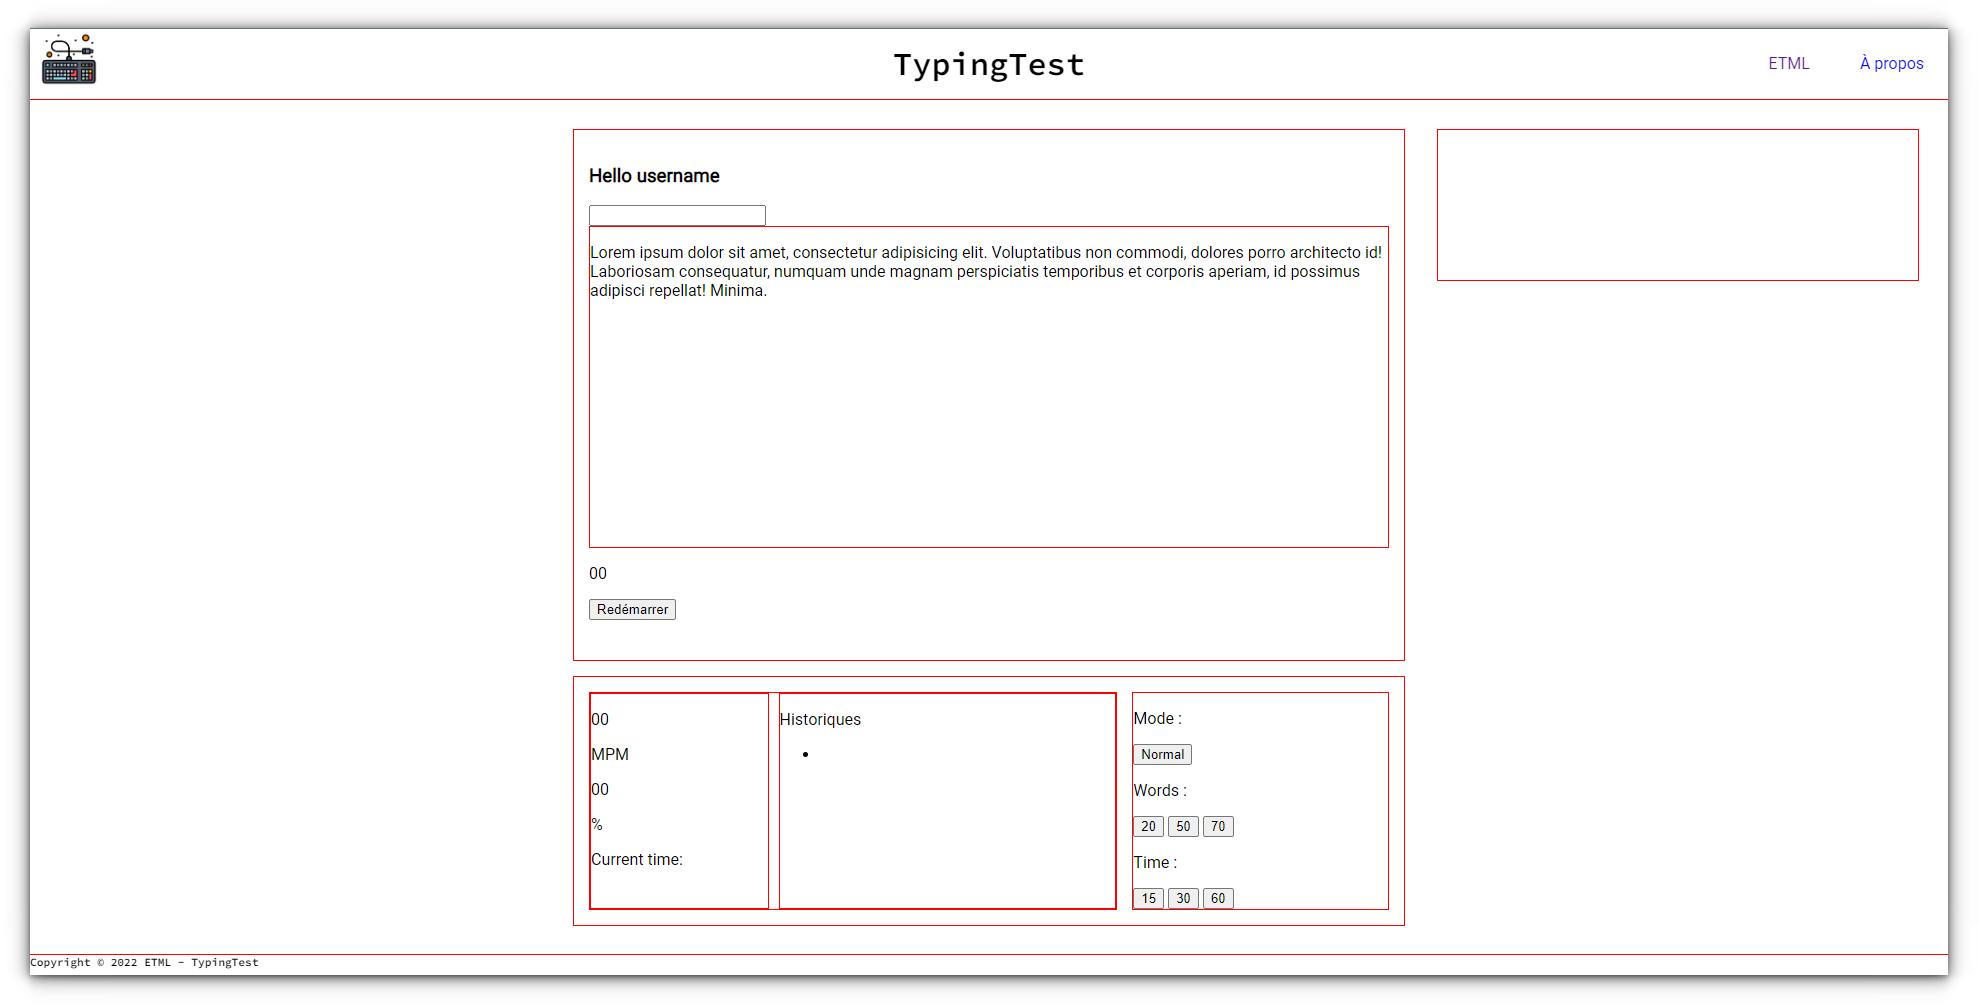 TypingTest
ETML
À propos
Hello username
Lorem ipsum dolor sit amet, consectetur adipisicing elit. Voluptatibus non commodi, dolores porro architecto id!
Laboriosam consequatur, numquam unde magnam perspiciatis temporibus et corporis aperiam, id possimus
adipisci repellat! Minima.
00
Redémarrer
00
MPM
00
%
Current time:
Historiques
Mode :
Normal
Words :
20 50 70
Time :
15 30 60
Copyright © 2022 ETML - TypingTest